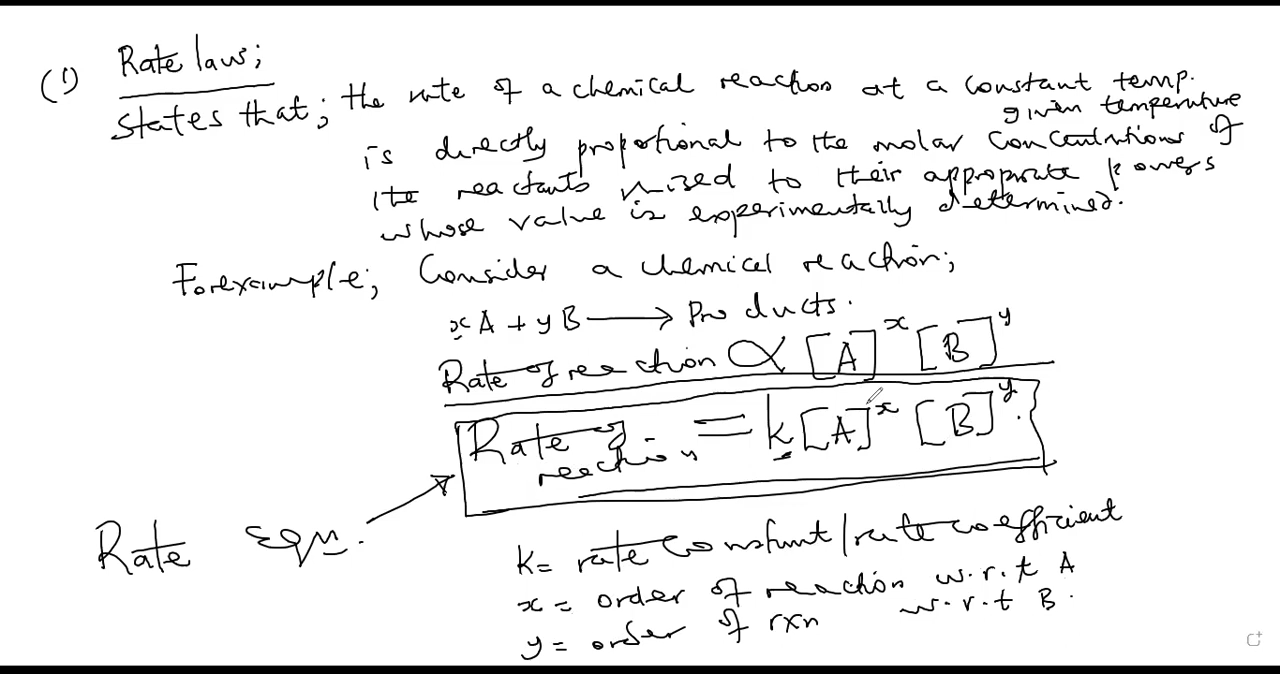 (1) Rate law;
states that; the rate of a chemical reaction at a constant temp.
given temperature
is directly proportional to the molar concentrations of
the reactants raised to their appropriate powers
whose value is experimentally determined.
For example; Consider a chemical reaction;
xA + yB ⟶ Products.
Rate of reaction ∝ [A]^x [B]^y
Rate of reaction = k[A]^x [B]^y.
Rate Eqn.
k = rate constant/rate coefficient
x = order of reaction w.r.t A
y = order of rxn w.r.t B.